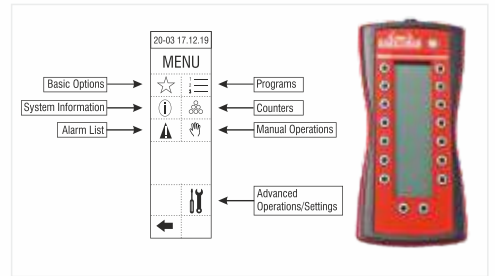 20-03 17.12.19
MENU
Basic Options
Programs
System Information
Counters
Alarm List
Manual Operations
Advanced
Operations/Settings